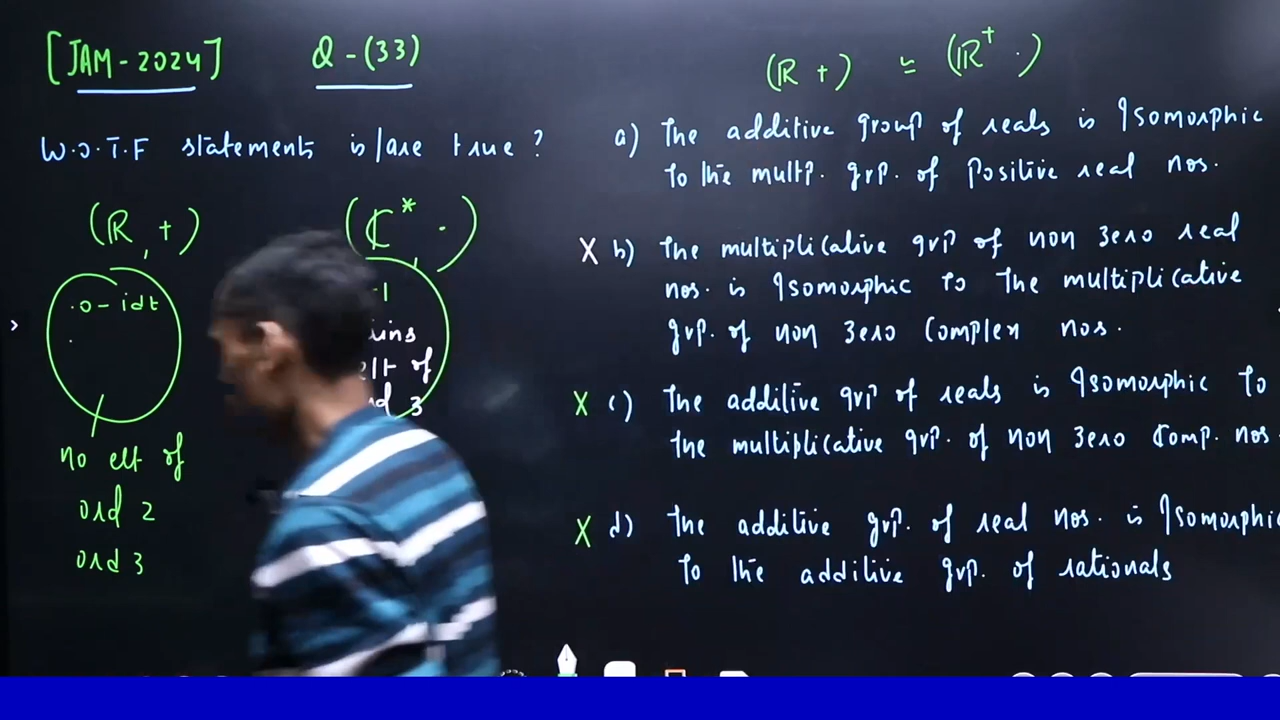 [JAM-2024] Q-(33)
W.O.T.F statements is/are true?
(R, +) (ℂ*, ·)
·0- idt
-1
elt of
3
no elt of
ord 2
ord 3
(R +) ≅ (R⁺ ·)
a) The additive group of reals is Isomorphic
To the multp. grp. of Positive real nos.
X b) The multiplicative grp of non zero real
nos. is Isomorphic To The multiplicative
grp. of non zero Complex nos.
X c) The additive grp of reals is Isomorphic To
the multiplicative grp. of non zero Comp. nos
X d) The additive grp. of real nos. is Isomorphic
To the additive grp. of rationals